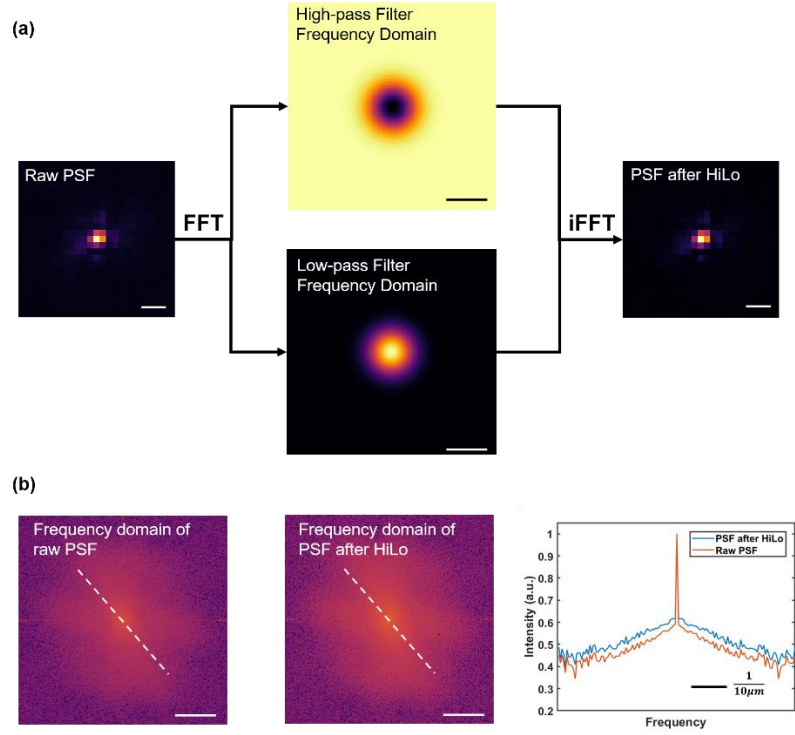 (a)
High-pass Filter
Frequency Domain
Raw PSF
FFT
iFFT
PSF after HiLo
Low-pass Filter
Frequency Domain
(b)
Frequency domain of
raw PSF
Frequency domain of
PSF after HiLo
PSF after HiLo
Raw PSF
1
0.9
0.8
0.7
0.6
0.5
0.4
0.3
0.2
Intensity (a.u.)
1
10μm
Frequency